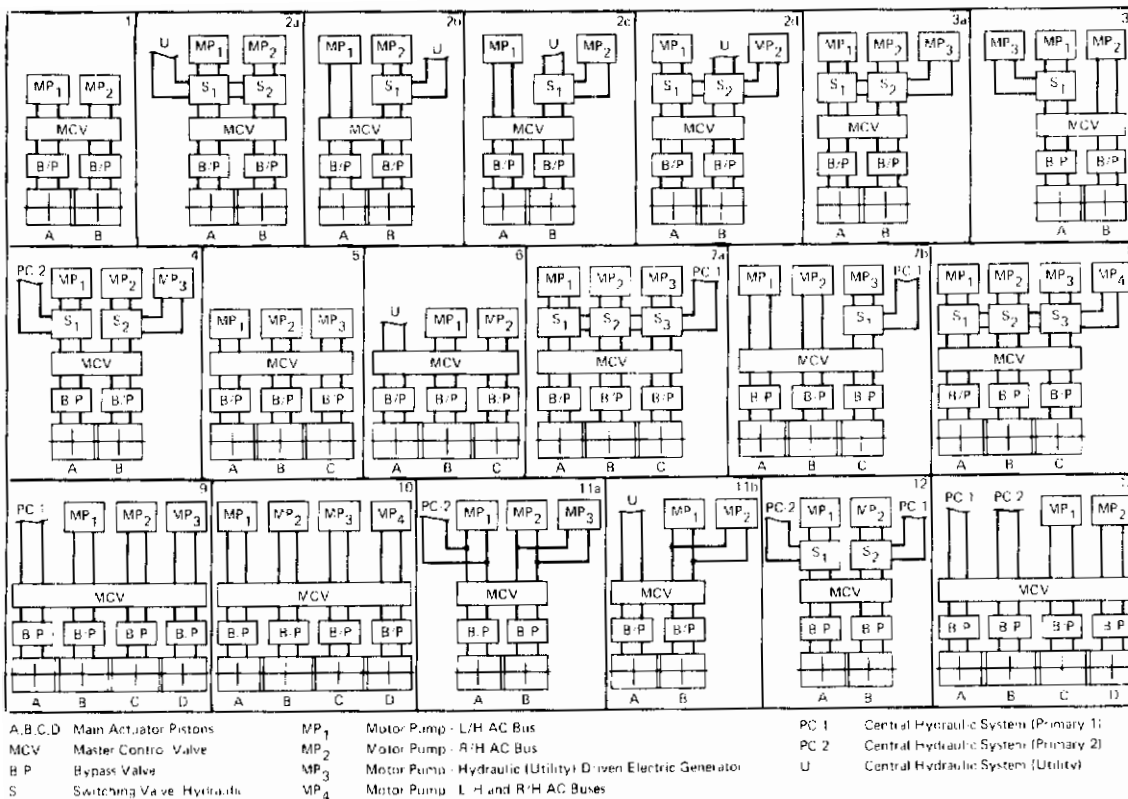 1 2a 2b 2c 2d 3a 3
U MP1 MP2 MP1 MP2 U MP1 U MP2 MP1 U MP2 MP1 MP2 MP3 MP3 MP1 MP2
MP1 MP2 S1 S2 S1 S1 S1 S2 S1 S2 S1
MCV MCV MCV MCV MCV MCV MCV
B/P B/P B/P B/P B/P B/P B/P B/P B/P B/P B/P B/P B/P B/P
A B A B A B A B A B A B A B
4 5 6 7a 7b
PC 2 MP1 MP2 MP3 U MP1 MP2 MP3 PC 1 MP1 MP2 MP3 PC 1 MP1 MP2 MP3 MP4
S1 S2 MP1 MP2 MP3 MP1 MP2 S1 S2 S3 S1 S1 S2 S3
MCV MCV MCV MCV MCV MCV
B/P B/P B/P B/P B/P B/P B/P B/P B/P B/P B/P B/P B/P B/P B/P B/P B/P
A B A B C A B C A B C A B C A B C
9 10 11a 11b 12
PC 1 MP1 MP2 MP3 MP1 MP2 MP3 MP4 PC 2 MP1 MP2 MP3 U MP1 MP2 PC 2 MP1 MP2 PC 1 PC 1 PC 2 MP1 MP2
S1 S2
MCV MCV MCV MCV MCV MCV
B/P B/P B/P B/P B/P B/P B/P B/P B/P B/P B/P B/P B/P B/P B/P B/P B/P B/P
A B C D A B C D A B A B A B A B C D
A,B,C,D Main Actuator Pistons MP1 Motor Pump - L/H AC Bus PC 1 Central Hydraulic System (Primary 1)
MCV Master Control Valve MP2 Motor Pump - R/H AC Bus PC 2 Central Hydraulic System (Primary 2)
B/P Bypass Valve MP3 Motor Pump - Hydraulic (Utility) Driven Electric Generator U Central Hydraulic System (Utility)
S Switching Valve, Hydraulic MP4 Motor Pump - L/H and R/H AC Buses